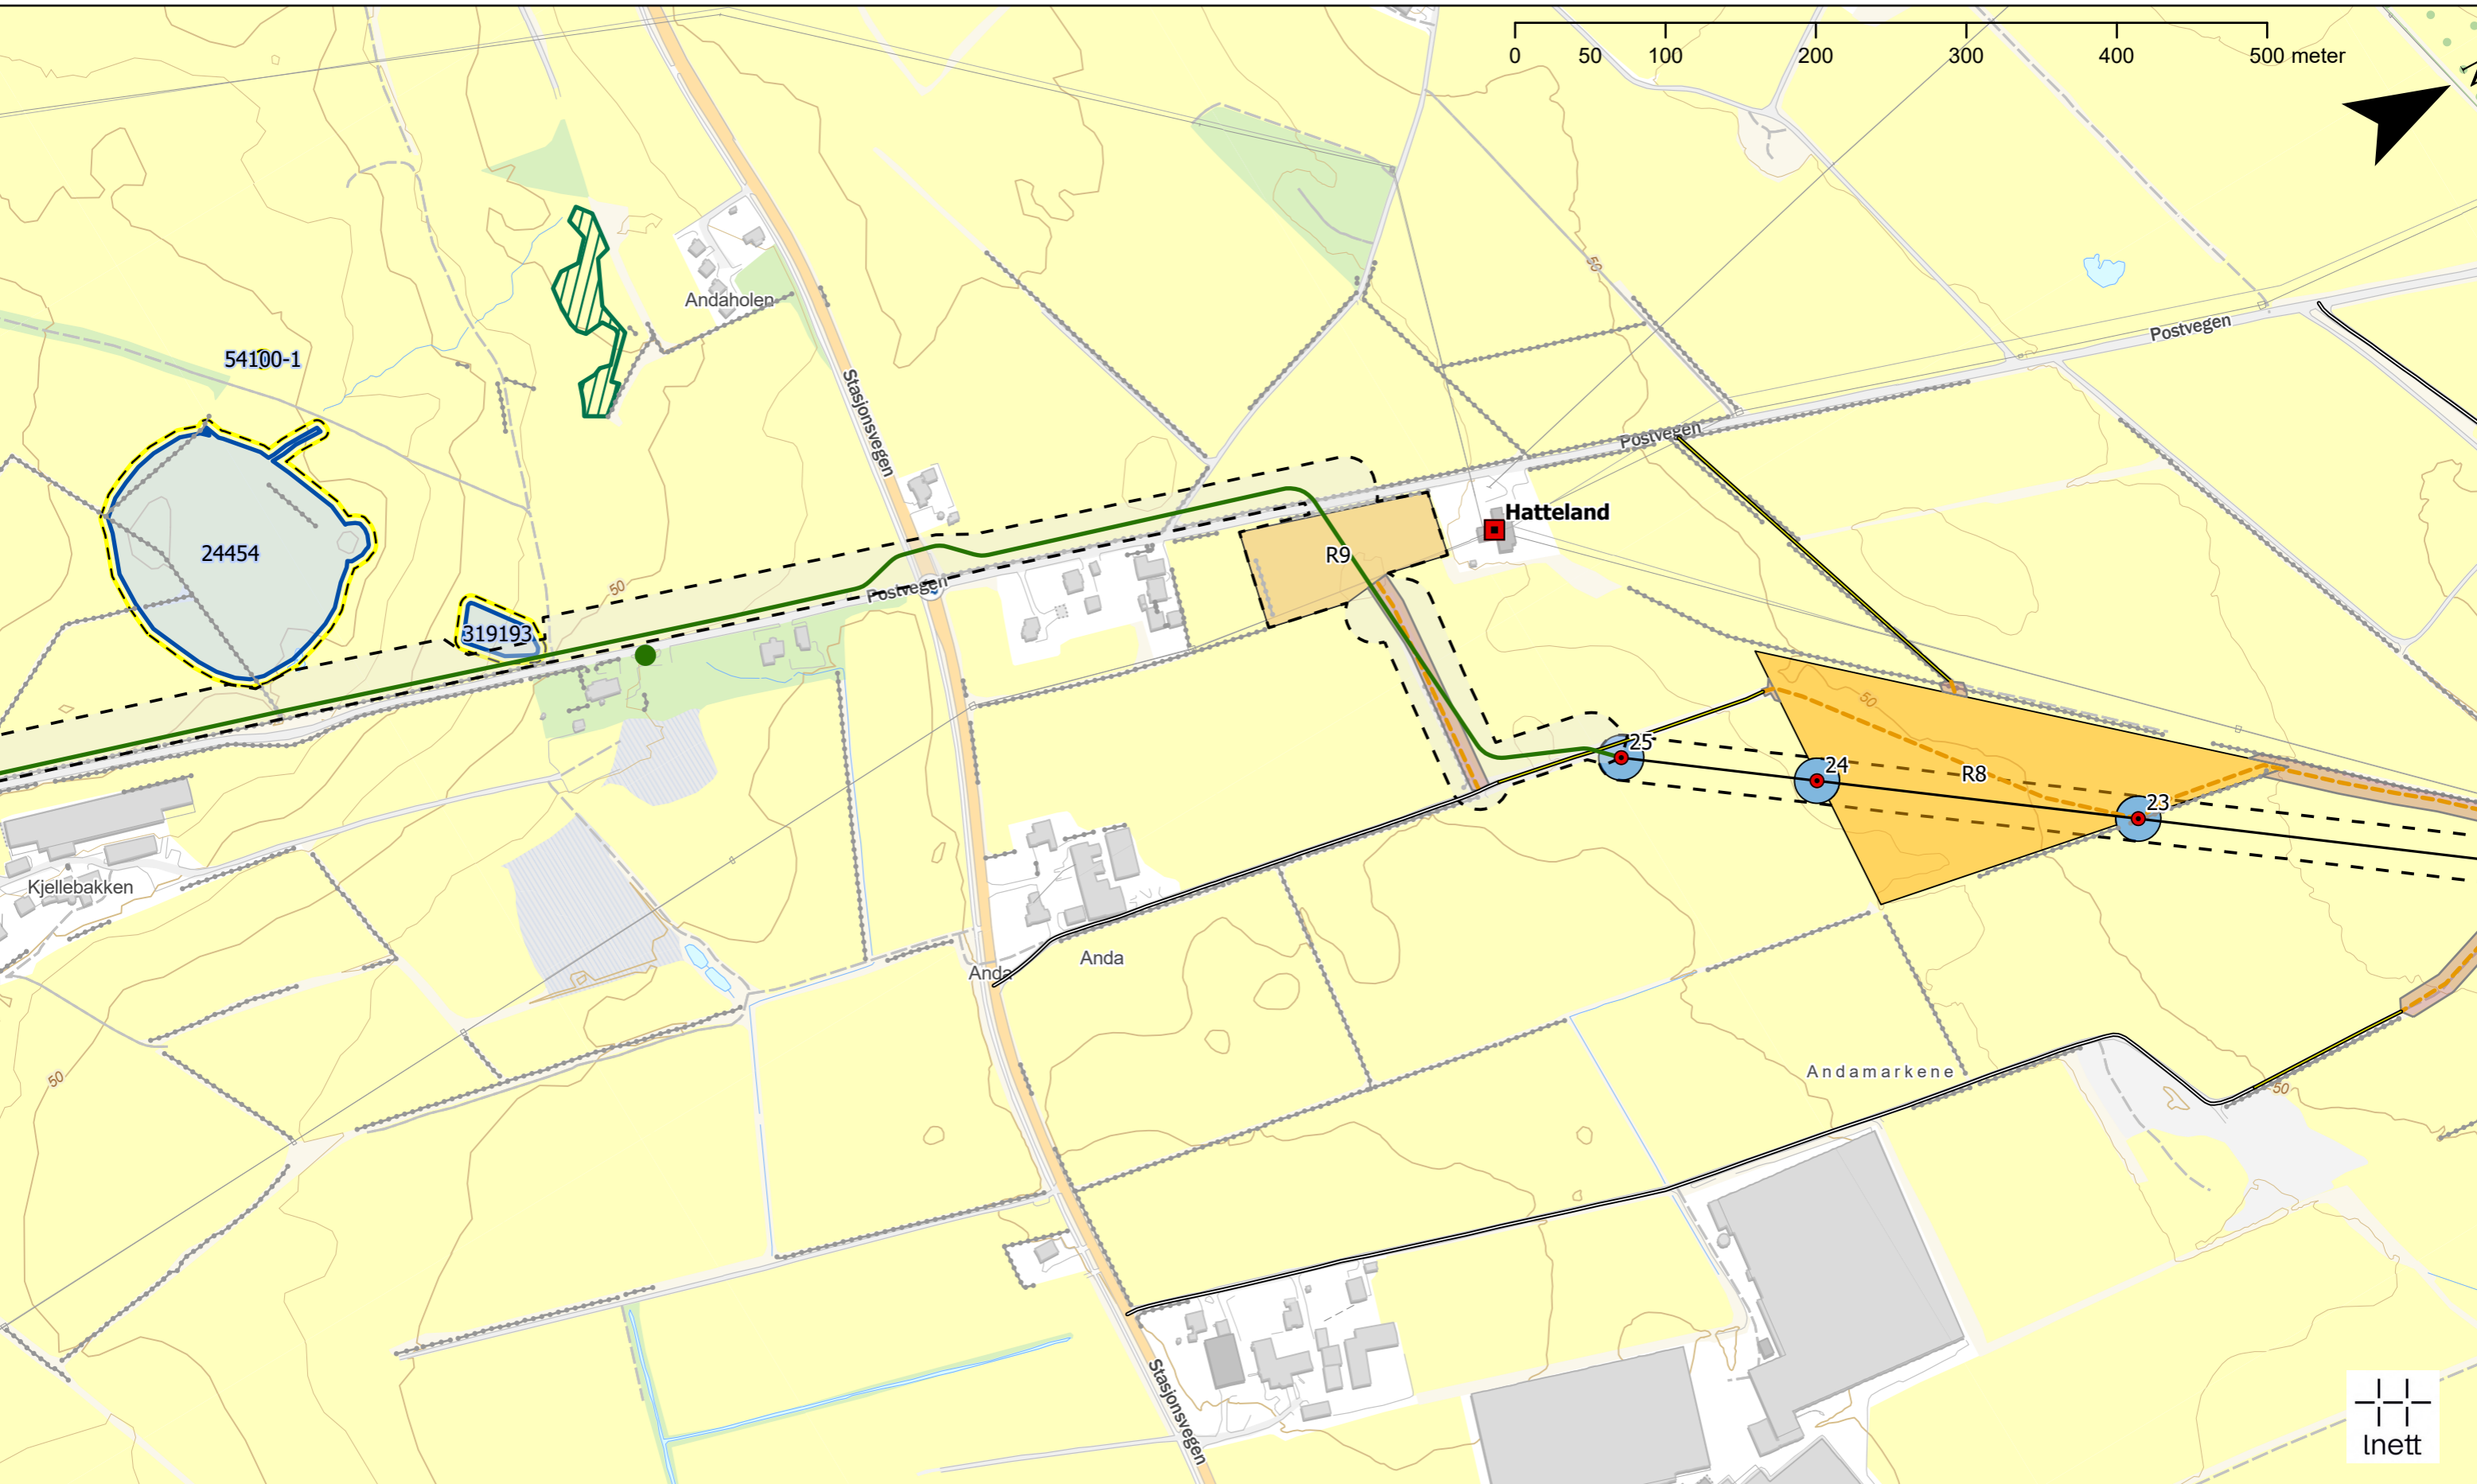 0 50 100 200 300 400 500 meter
50
Andaholen
Postvegen
54100-1
Stasjonsvegen
Postvegen
Hatteland
24454
R9
50
Postvegen
319193
50
25
24
R8
23
Kjellebakken
Anda
Anda
50
Andamarkene
50
Stasjonsvegen
lnett